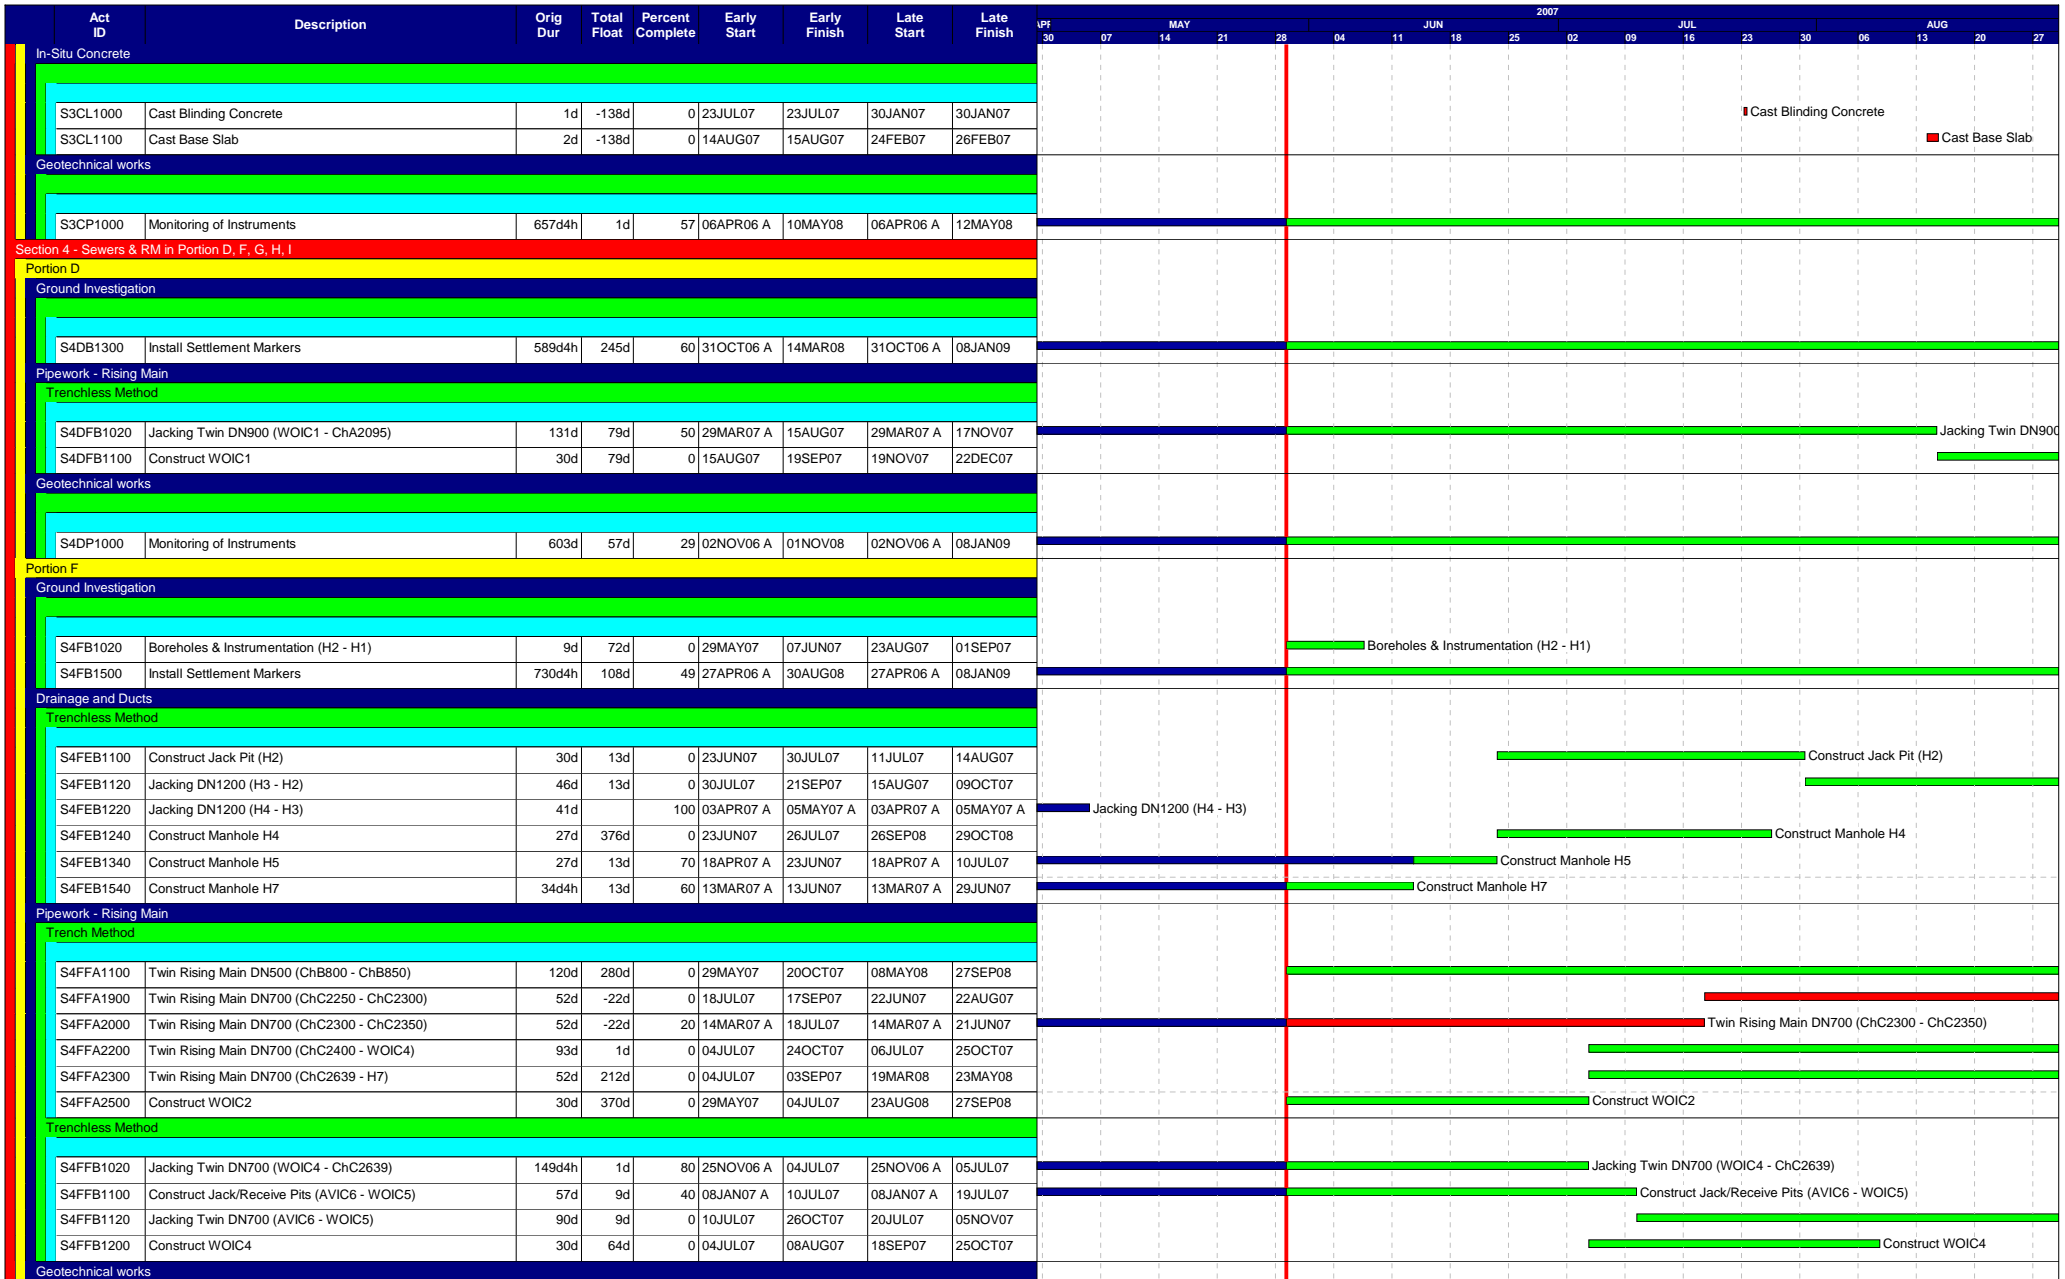 Act ID Description Orig Dur Total Float Percent Complete Early Start Early Finish Late Start Late Finish
2007
APR MAY JUN JUL AUG
30 07 14 21 28 04 11 18 25 02 09 16 23 30 06 13 20 27
In-Situ Concrete
S3CL1000 Cast Blinding Concrete 1d -138d 0 23JUL07 23JUL07 30JAN07 30JAN07 Cast Blinding Concrete
S3CL1100 Cast Base Slab 2d -138d 0 14AUG07 15AUG07 24FEB07 26FEB07 Cast Base Slab
Geotechnical works
S3CP1000 Monitoring of Instruments 657d4h 1d 57 06APR06 A 10MAY08 06APR06 A 12MAY08
Section 4 - Sewers & RM in Portion D, F, G, H, I
Portion D
Ground Investigation
S4DB1300 Install Settlement Markers 589d4h 245d 60 31OCT06 A 14MAR08 31OCT06 A 08JAN09
Pipework - Rising Main
Trenchless Method
S4DFB1020 Jacking Twin DN900 (WOIC1 - ChA2095) 131d 79d 50 29MAR07 A 15AUG07 29MAR07 A 17NOV07 Jacking Twin DN900
S4DFB1100 Construct WOIC1 30d 79d 0 15AUG07 19SEP07 19NOV07 22DEC07
Geotechnical works
S4DP1000 Monitoring of Instruments 603d 57d 29 02NOV06 A 01NOV08 02NOV06 A 08JAN09
Portion F
Ground Investigation
S4FB1020 Boreholes & Instrumentation (H2 - H1) 9d 72d 0 29MAY07 07JUN07 23AUG07 01SEP07 Boreholes & Instrumentation (H2 - H1)
S4FB1500 Install Settlement Markers 730d4h 108d 49 27APR06 A 30AUG08 27APR06 A 08JAN09
Drainage and Ducts
Trenchless Method
S4FEB1100 Construct Jack Pit (H2) 30d 13d 0 23JUN07 30JUL07 11JUL07 14AUG07 Construct Jack Pit (H2)
S4FEB1120 Jacking DN1200 (H3 - H2) 46d 13d 0 30JUL07 21SEP07 15AUG07 09OCT07
S4FEB1220 Jacking DN1200 (H4 - H3) 41d 100 03APR07 A 05MAY07 A 03APR07 A 05MAY07 A Jacking DN1200 (H4 - H3)
S4FEB1240 Construct Manhole H4 27d 376d 0 23JUN07 26JUL07 26SEP08 29OCT08 Construct Manhole H4
S4FEB1340 Construct Manhole H5 27d 13d 70 18APR07 A 23JUN07 18APR07 A 10JUL07 Construct Manhole H5
S4FEB1540 Construct Manhole H7 34d4h 13d 60 13MAR07 A 13JUN07 13MAR07 A 29JUN07 Construct Manhole H7
Pipework - Rising Main
Trench Method
S4FFA1100 Twin Rising Main DN500 (ChB800 - ChB850) 120d 280d 0 29MAY07 20OCT07 08MAY08 27SEP08
S4FFA1900 Twin Rising Main DN700 (ChC2250 - ChC2300) 52d -22d 0 18JUL07 17SEP07 22JUN07 22AUG07
S4FFA2000 Twin Rising Main DN700 (ChC2300 - ChC2350) 52d -22d 20 14MAR07 A 18JUL07 14MAR07 A 21JUN07 Twin Rising Main DN700 (ChC2300 - ChC2350)
S4FFA2200 Twin Rising Main DN700 (ChC2400 - WOIC4) 93d 1d 0 04JUL07 24OCT07 06JUL07 25OCT07
S4FFA2300 Twin Rising Main DN700 (ChC2639 - H7) 52d 212d 0 04JUL07 03SEP07 19MAR08 23MAY08
S4FFA2500 Construct WOIC2 30d 370d 0 29MAY07 04JUL07 23AUG08 27SEP08 Construct WOIC2
Trenchless Method
S4FFB1020 Jacking Twin DN700 (WOIC4 - ChC2639) 149d4h 1d 80 25NOV06 A 04JUL07 25NOV06 A 05JUL07 Jacking Twin DN700 (WOIC4 - ChC2639)
S4FFB1100 Construct Jack/Receive Pits (AVIC6 - WOIC5) 57d 9d 40 08JAN07 A 10JUL07 08JAN07 A 19JUL07 Construct Jack/Receive Pits (AVIC6 - WOIC5)
S4FFB1120 Jacking Twin DN700 (AVIC6 - WOIC5) 90d 9d 0 10JUL07 26OCT07 20JUL07 05NOV07
S4FFB1200 Construct WOIC4 30d 64d 0 04JUL07 08AUG07 18SEP07 25OCT07 Construct WOIC4
Geotechnical works